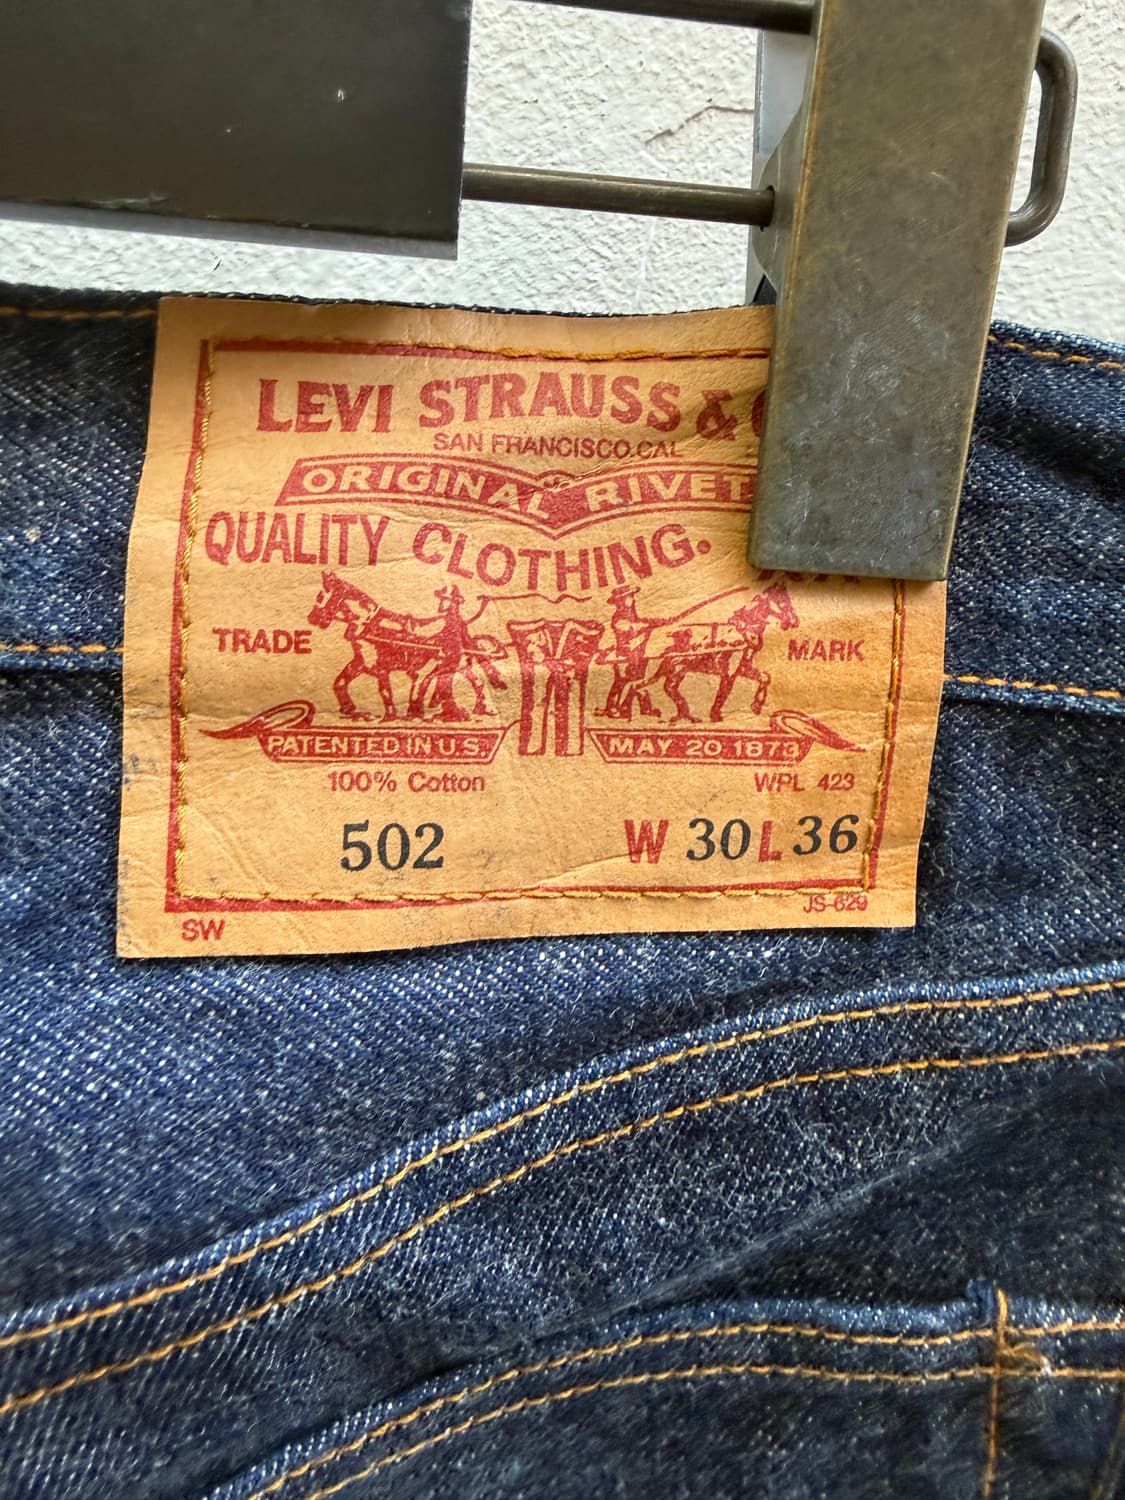 LEVI STRAUSS &
SAN FRANCISCO.CAL
ORIGINAL RIVET
QUALITY CLOTHING.
TRADE MARK
PATENTED IN U.S. MAY 20 1873
100% Cotton WPL 423
502 W 30 L 36
JS-629
SW